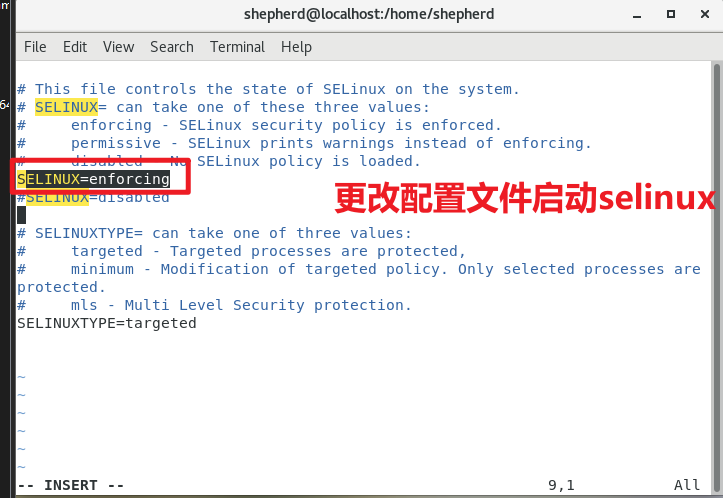 shepherd@localhost:/home/shepherd
File Edit View Search Terminal Help
# This file controls the state of SELinux on the system.
# SELINUX= can take one of these three values:
#     enforcing - SELinux security policy is enforced.
#     permissive - SELinux prints warnings instead of enforcing.
#     disabled - No SELinux policy is loaded.
SELINUX=enforcing
#SELINUX=disabled
更改配置文件启动selinux
# SELINUXTYPE= can take one of three values:
#     targeted - Targeted processes are protected,
#     minimum - Modification of targeted policy. Only selected processes are
protected.
#     mls - Multi Level Security protection.
SELINUXTYPE=targeted
~
~
~
~
~
~
-- INSERT -- 9,1 All